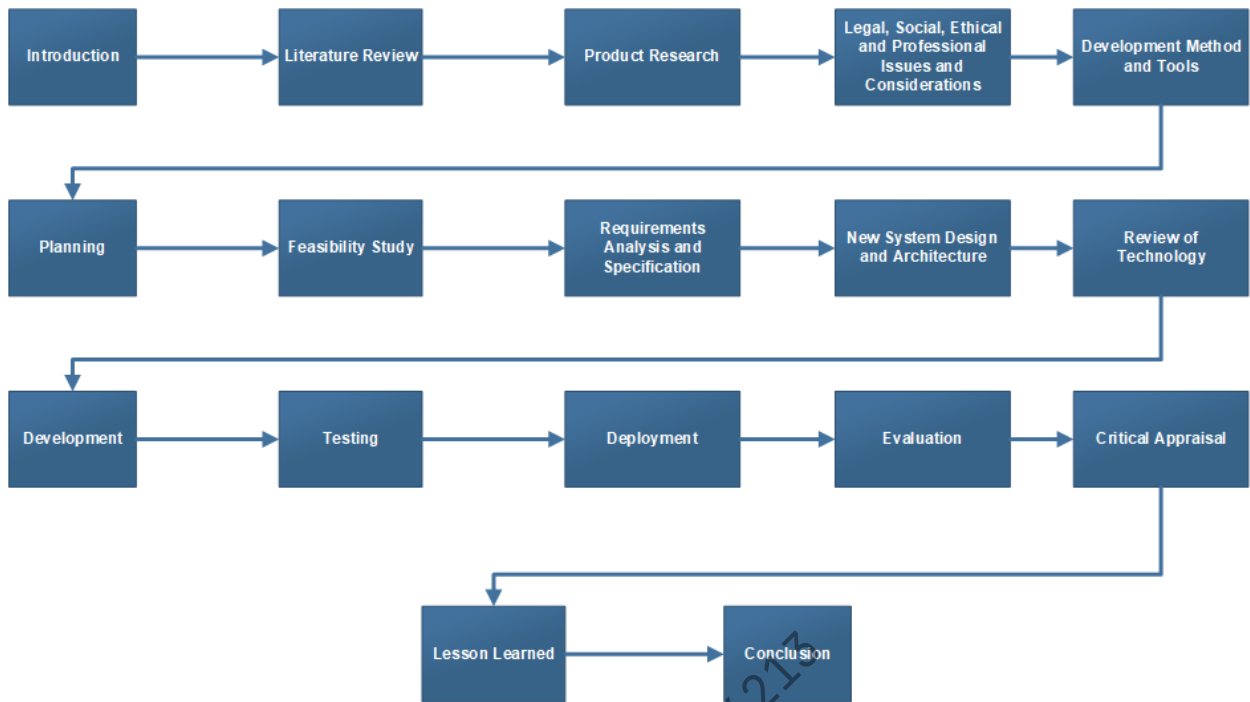 Introduction
Literature Review
Product Research
Legal, Social, Ethical
and Professional
Issues and
Considerations
Development Method
and Tools
Planning
Feasibility Study
Requirements
Analysis and
Specification
New System Design
and Architecture
Review of
Technology
Development
Testing
Deployment
Evaluation
Critical Appraisal
Lesson Learned
Conclusion